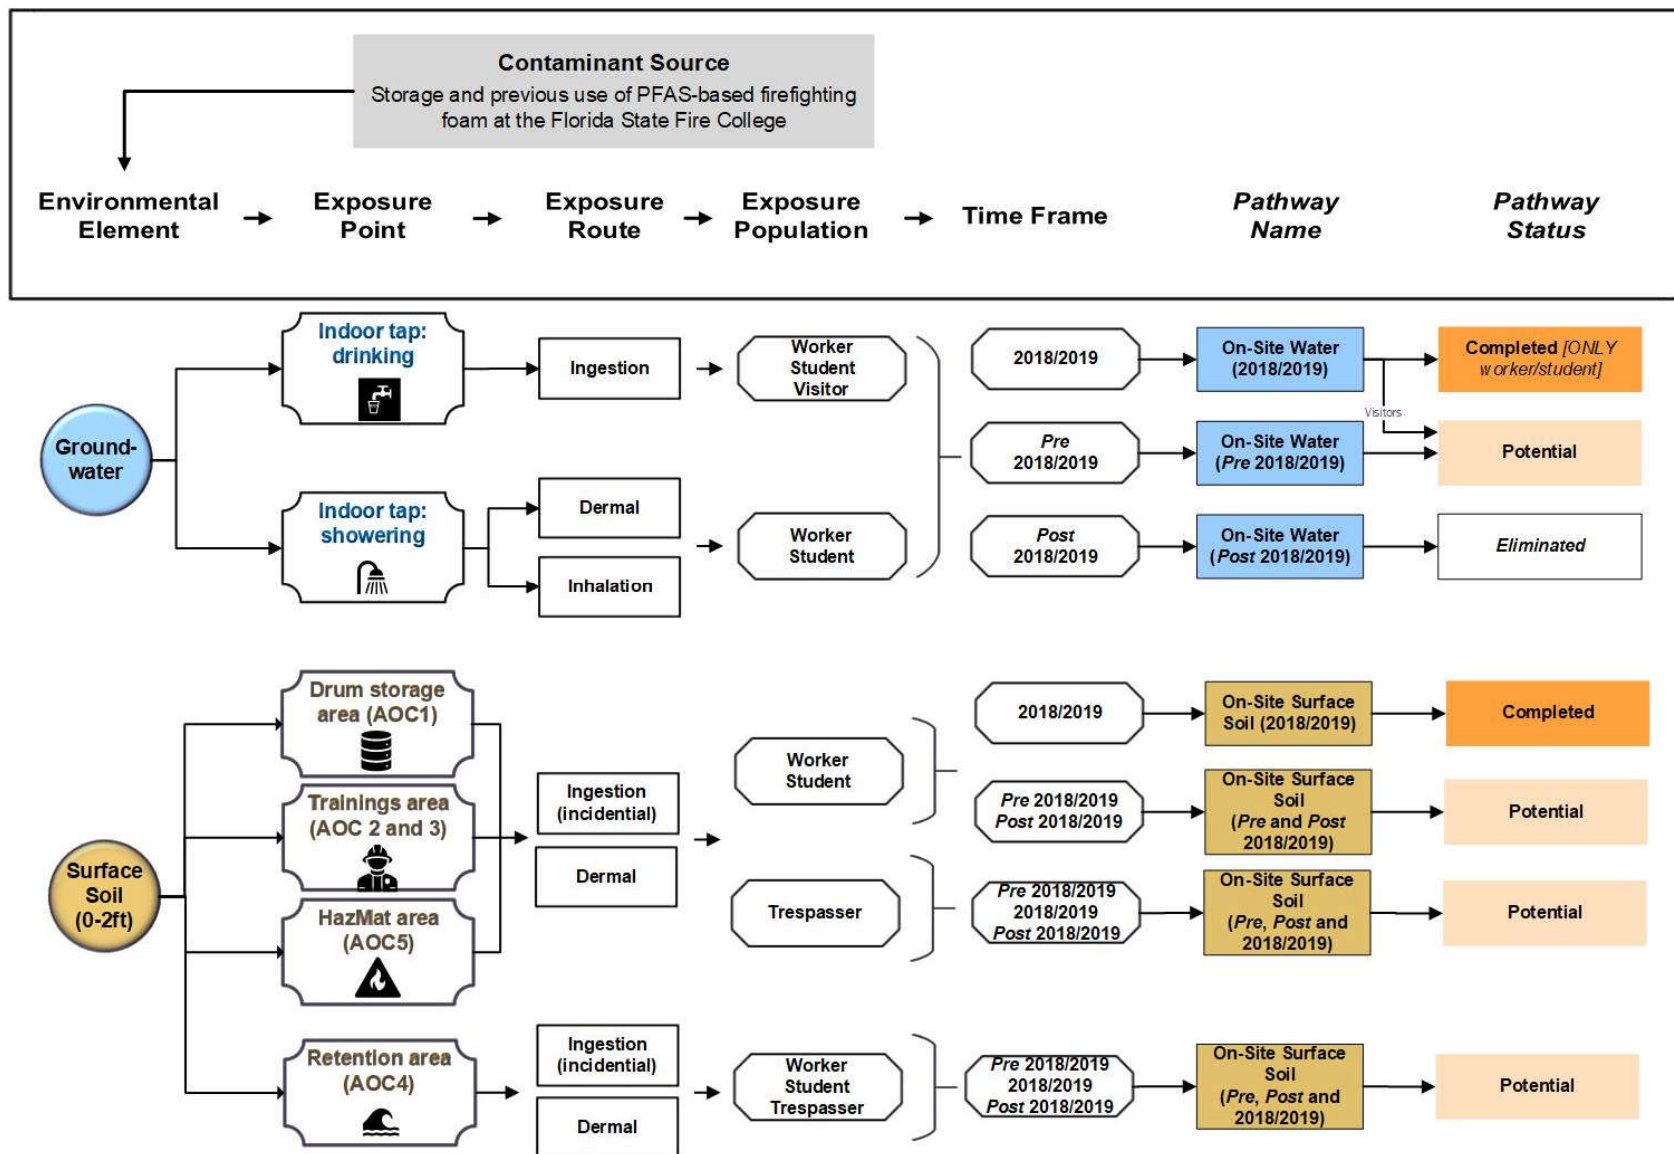 Contaminant Source
Storage and previous use of PFAS-based firefighting
foam at the Florida State Fire College
Environmental
Element
Exposure
Point
Exposure
Route
Exposure
Population
Time Frame
Pathway
Name
Pathway
Status
Ground-
water
Indoor tap:
drinking
Ingestion
Worker
Student
Visitor
2018/2019
On-Site Water
(2018/2019)
Completed [ONLY
worker/student]
Visitors
Pre
2018/2019
On-Site Water
(Pre 2018/2019)
Potential
Indoor tap:
showering
Dermal
Inhalation
Worker
Student
Post
2018/2019
On-Site Water
(Post 2018/2019)
Eliminated
Surface
Soil
(0-2ft)
Drum storage
area (AOC1)
Trainings area
(AOC 2 and 3)
HazMat area
(AOC5)
Ingestion
(incidential)
Dermal
Worker
Student
2018/2019
On-Site Surface
Soil (2018/2019)
Completed
Pre 2018/2019
Post 2018/2019
On-Site Surface
Soil
(Pre and Post
2018/2019)
Potential
Trespasser
Pre 2018/2019
2018/2019
Post 2018/2019
On-Site Surface
Soil
(Pre, Post and
2018/2019)
Potential
Retention area
(AOC4)
Ingestion
(incidential)
Dermal
Worker
Student
Trespasser
Pre 2018/2019
2018/2019
Post 2018/2019
On-Site Surface
Soil
(Pre, Post and
2018/2019)
Potential